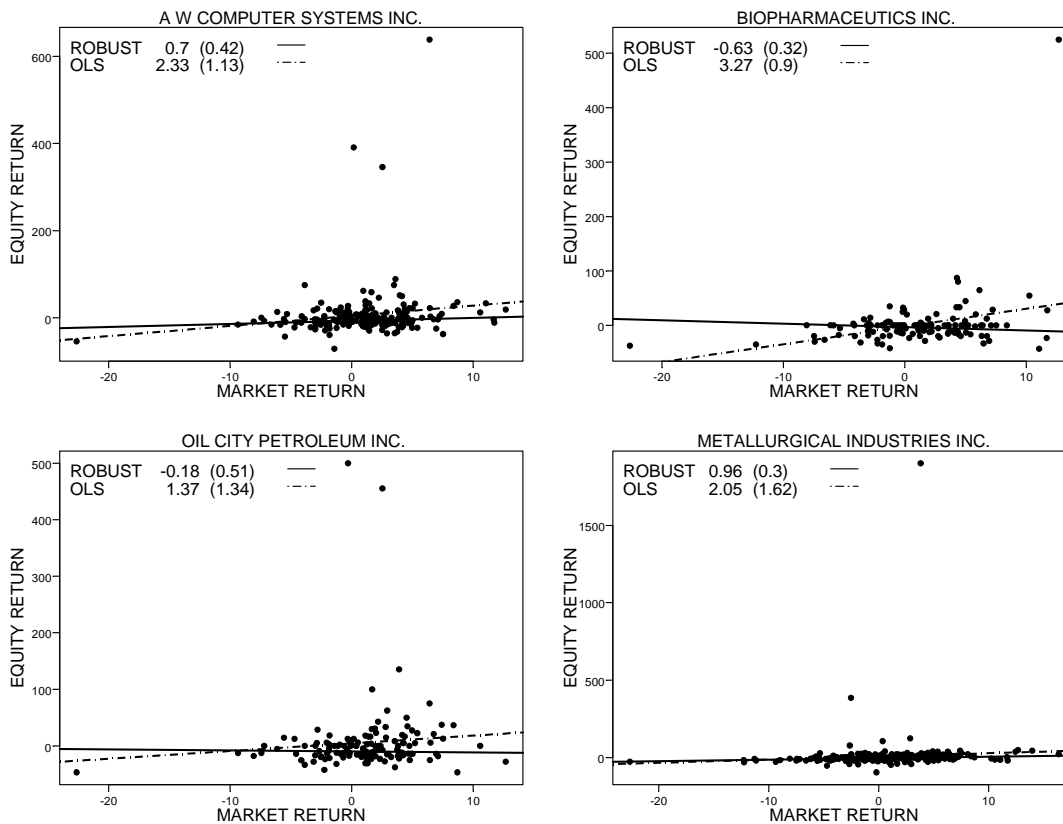 A W COMPUTER SYSTEMS INC.
ROBUST 0.7 (0.42)
OLS 2.33 (1.13)
600
400
200
0
EQUITY RETURN
-20 -10 0 10
MARKET RETURN
BIOPHARMACEUTICS INC.
ROBUST -0.63 (0.32)
OLS 3.27 (0.9)
500
400
300
200
100
0
EQUITY RETURN
-20 -10 0 10
MARKET RETURN
OIL CITY PETROLEUM INC.
ROBUST -0.18 (0.51)
OLS 1.37 (1.34)
500
400
300
200
100
0
EQUITY RETURN
-20 -10 0 10
MARKET RETURN
METALLURGICAL INDUSTRIES INC.
ROBUST 0.96 (0.3)
OLS 2.05 (1.62)
1500
1000
500
0
EQUITY RETURN
-20 -10 0 10
MARKET RETURN